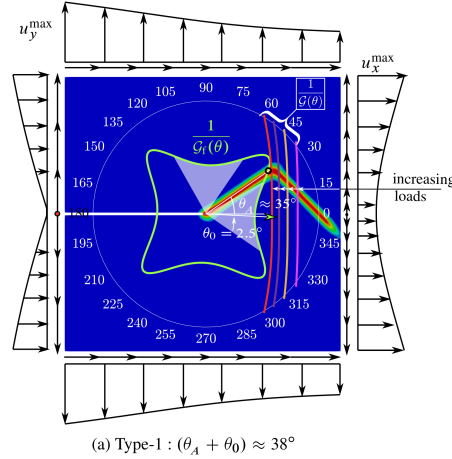 u_y^max
u_x^max
(a)
1/G(θ)
90
105 75
120 60
135 45
150 30
1/G_f(θ)
165 15
increasing
loads
θ_A ≈ 35°
180 0
θ_0 = 2.5°
195 345
210 330
225 315
240 300
255 285
270
(a) Type-1 : (θ_A + θ_0) ≈ 38°